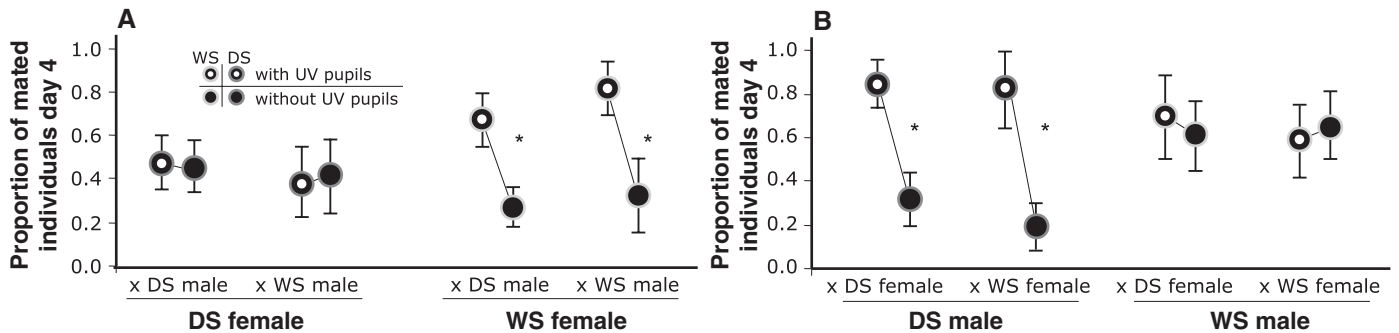 A
Proportion of mated
individuals day 4
1.0
0.8
0.6
0.4
0.2
0.0
WS DS
with UV pupils
without UV pupils
* *
x DS male x WS male x DS male x WS male
DS female WS female
B
Proportion of mated
individuals day 4
1.0
0.8
0.6
0.4
0.2
0.0
* *
x DS female x WS female x DS female x WS female
DS male WS male